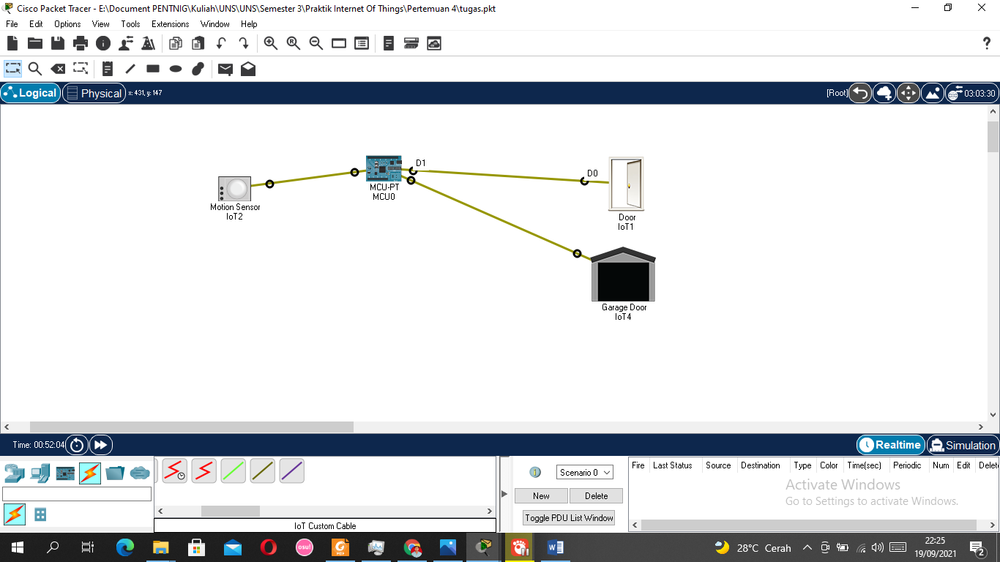 Cisco Packet Tracer - E:\Document PENTNIG\Kuliah\UNS\UNS\Semester 3\Praktik Internet Of Things\Pertemuan 4\tugas.pkt
File Edit Options View Tools Extensions Window Help
Logical Physical x: 431, y: 147 [Root] 03:03:30
D1
D0
MCU-PT
MCU0
Motion Sensor
IoT2
Door
IoT1
Garage Door
IoT4
Time: 00:52:04 Realtime Simulation
Scenario 0
Fire Last Status Source Destination Type Color Time(sec) Periodic Num Edit Delet
New Delete
Toggle PDU List Window
Activate Windows
Go to Settings to activate Windows.
IoT Custom Cable
osu!
PDF
28°C Cerah
22:25
19/09/2021
2